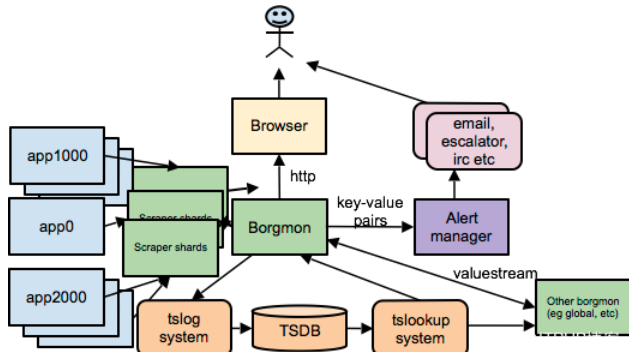 Browser
email,
escalator,
irc etc
app1000
http
key-value
pairs
app0
Scraper shards
Borgmon
Alert
manager
Scraper shards
valuestream
app2000
Other borgmon
(eg global, etc)
tslog
system
TSDB
tslookup
system